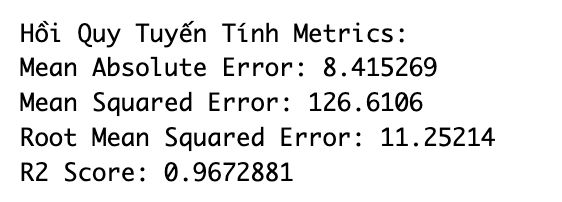 Hồi Quy Tuyến Tính Metrics:
Mean Absolute Error: 8.415269
Mean Squared Error: 126.6106
Root Mean Squared Error: 11.25214
R2 Score: 0.9672881